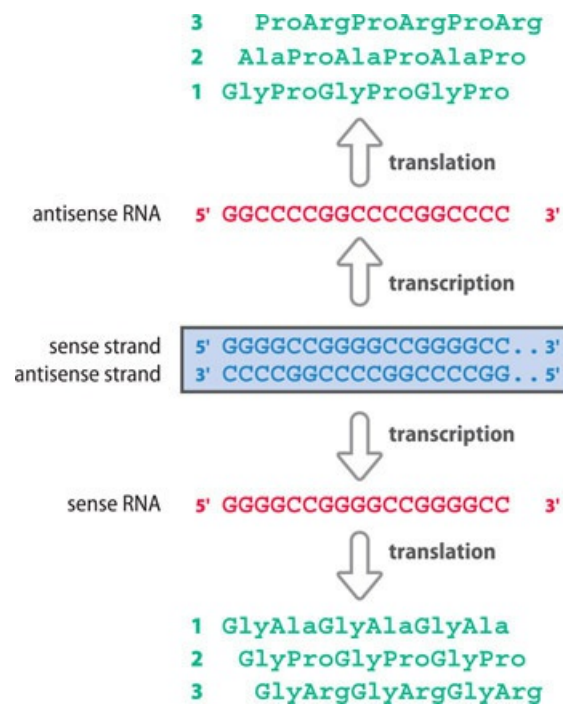 3 ProArgProArgProArg
2 AlaProAlaProAlaPro
1 GlyProGlyProGlyPro
translation
antisense RNA 5' GGCCCCGGCCCCGGCCCC 3'
transcription
sense strand 5' GGGGCCGGGGCCGGGGCC..3'
antisense strand 3' CCCCGGCCCCGGCCCCGG..5'
transcription
sense RNA 5' GGGGCCGGGGCCGGGGCC 3'
translation
1 GlyAlaGlyAlaGlyAla
2 GlyProGlyProGlyPro
3 GlyArgGlyArgGlyArg